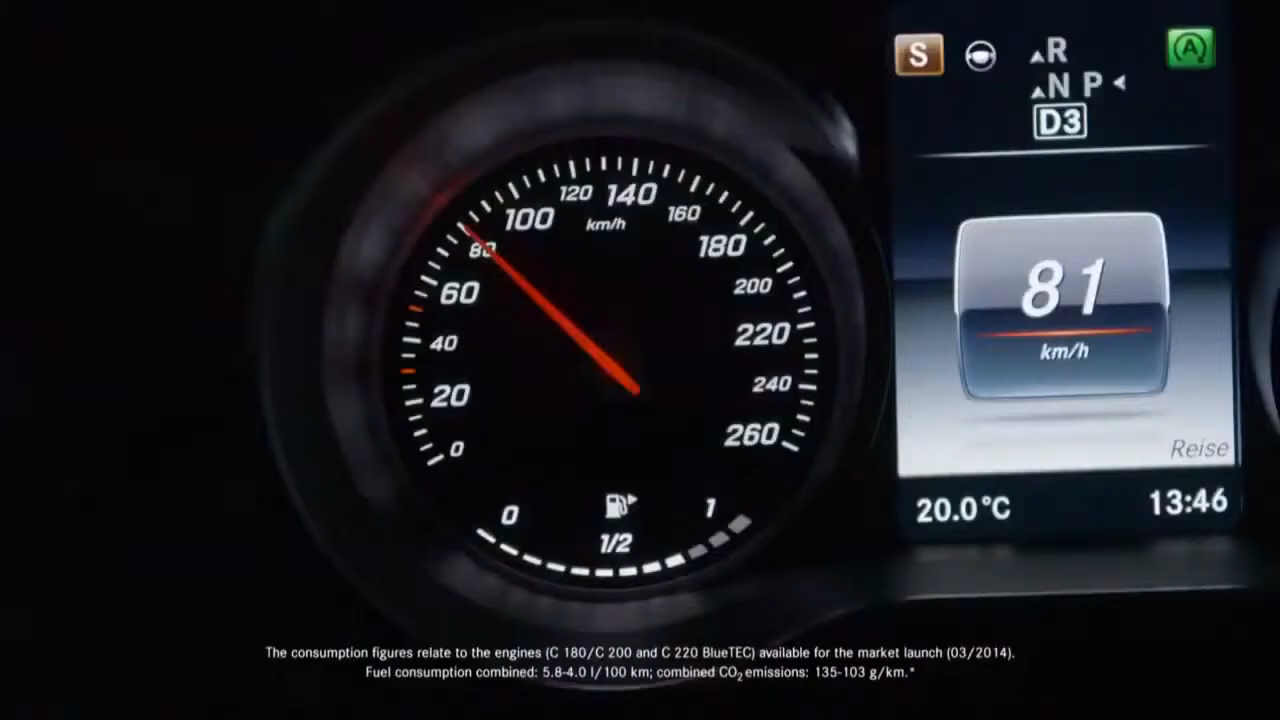 0
20
40
60
80
100
120
140
160
180
200
220
240
260
km/h
0
1/2
1
S
R
N P
D3
A
81
km/h
Reise
20.0°C
13:46
The consumption figures relate to the engines (C 180/C 200 and C 220 BlueTEC) available for the market launch (03/2014).
Fuel consumption combined: 5.8-4.0 l/100 km; combined CO₂ emissions: 135-103 g/km.*